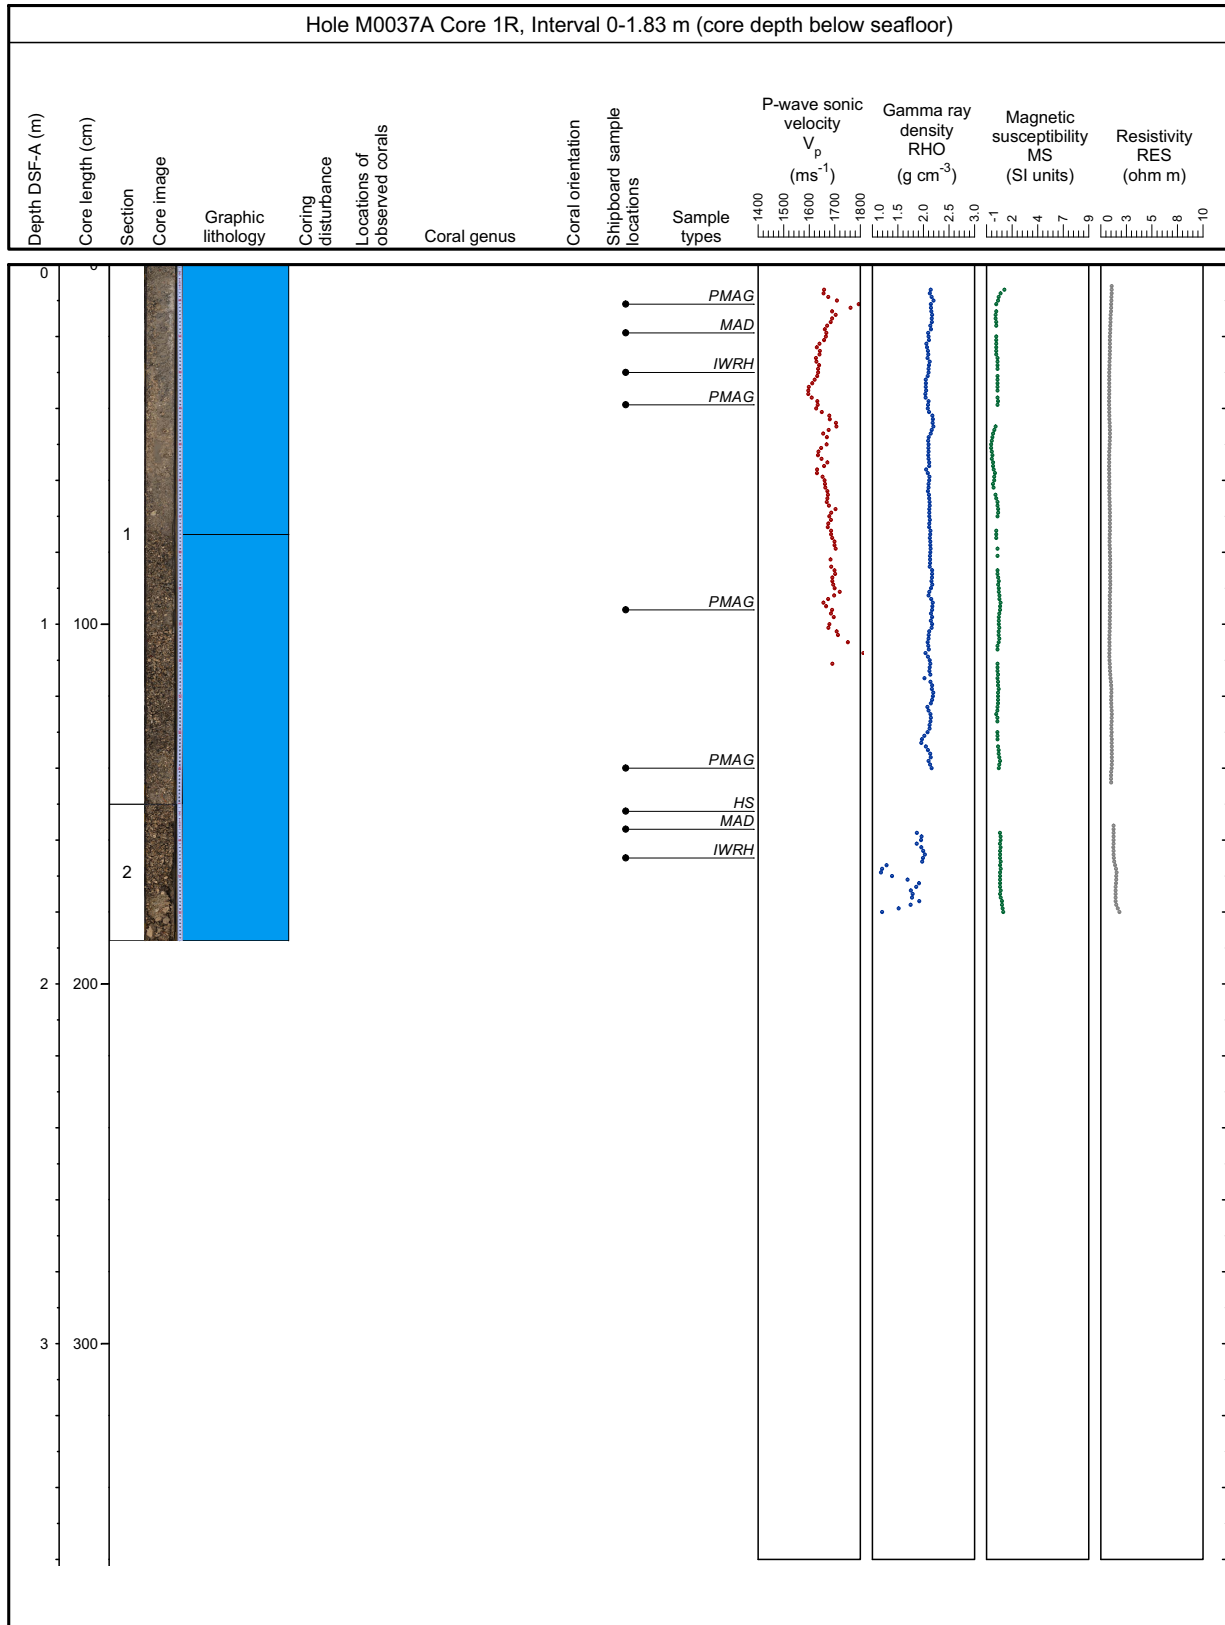 Hole M0037A Core 1R, Interval 0-1.83 m (core depth below seafloor)
Depth DSF-A (m)
Core length (cm)
Section
Core image
Graphic
lithology
Coring
disturbance
Locations of
observed corals
Coral genus
Coral orientation
Shipboard sample
locations
Sample
types
P-wave sonic
velocity
Vp
(ms-1)
1400 1500 1600 1700 1800
Gamma ray
density
RHO
(g cm-3)
1.0 1.5 2.0 2.5 3.0
Magnetic
susceptibility
MS
(SI units)
-1 2 4 7 9
Resistivity
RES
(ohm m)
0 3 5 8 10
0 0
PMAG
MAD
IWRH
PMAG
1
PMAG
1 100
PMAG
HS
MAD
IWRH
2
2 200
3 300